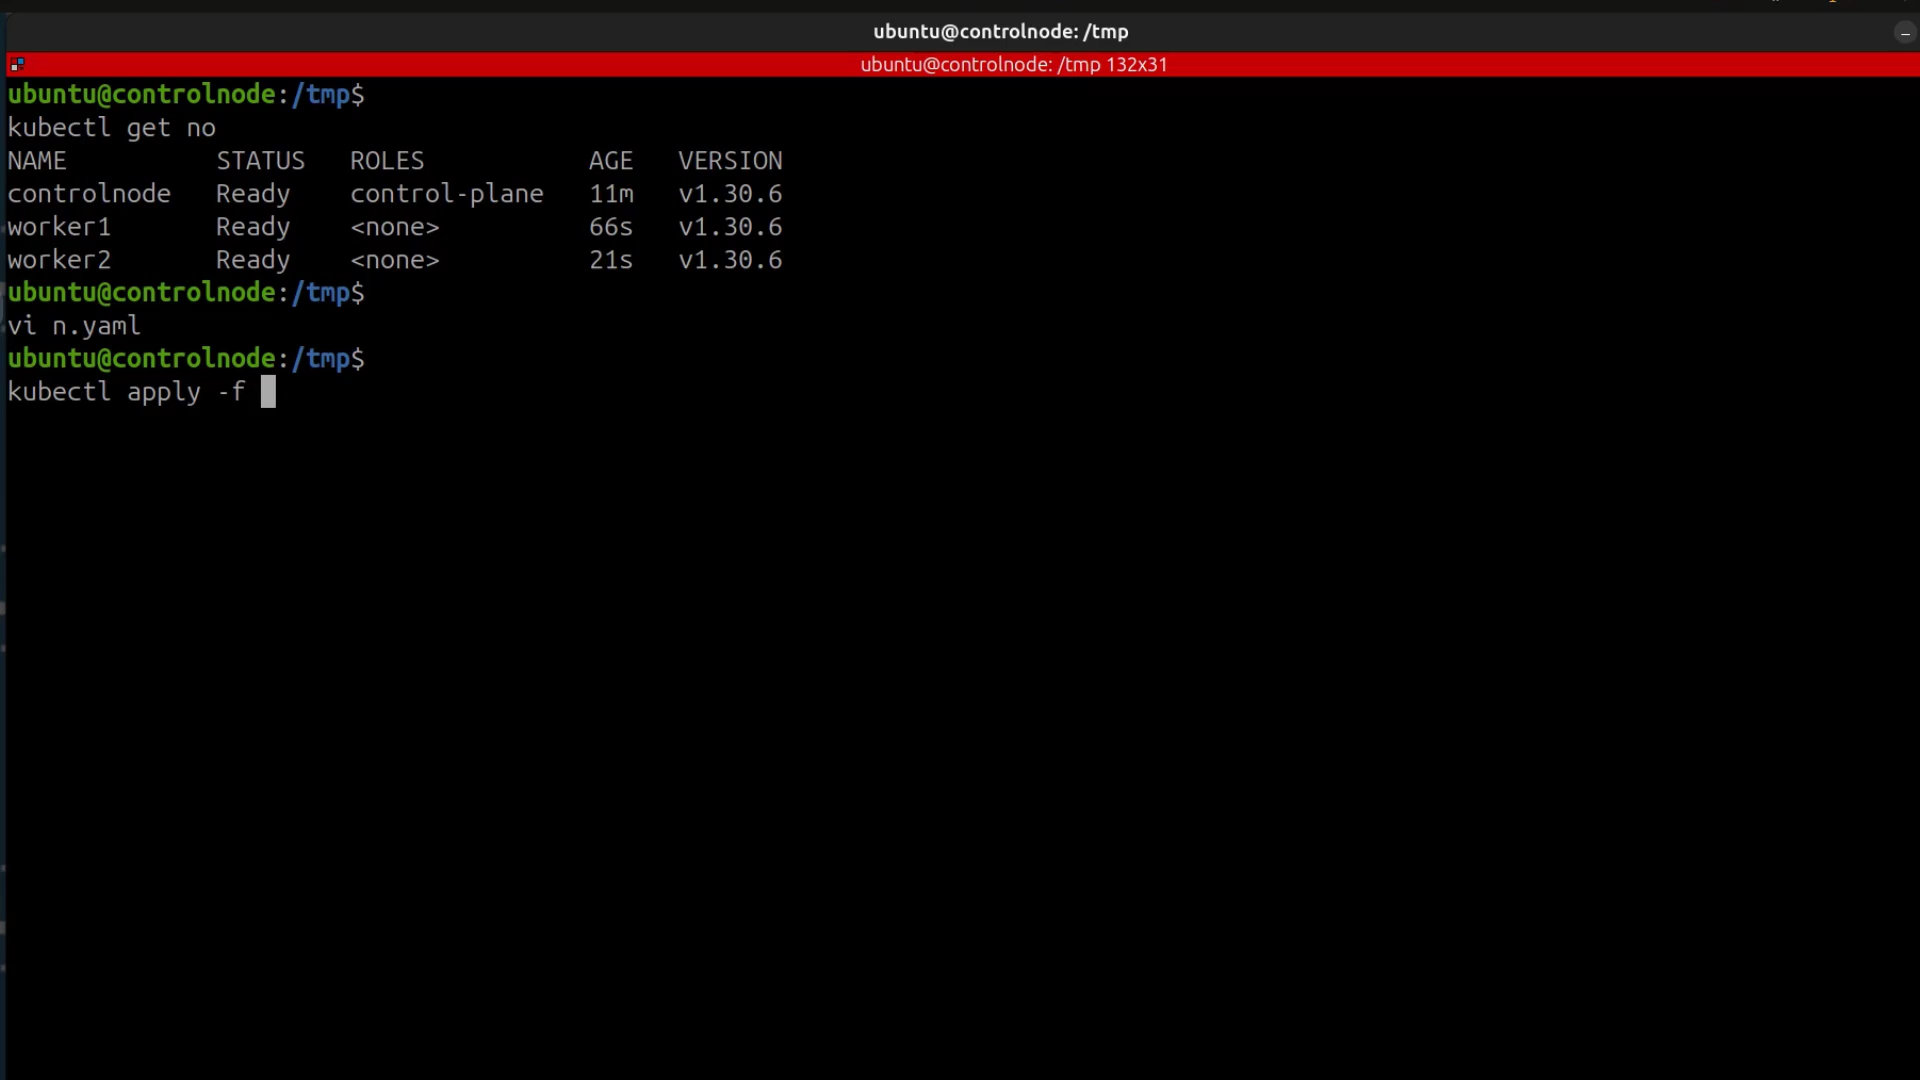 ubuntu@controlnode: /tmp
ubuntu@controlnode: /tmp 132x31
ubuntu@controlnode:/tmp$
kubectl get no
NAME STATUS ROLES AGE VERSION
controlnode Ready control-plane 11m v1.30.6
worker1 Ready <none> 66s v1.30.6
worker2 Ready <none> 21s v1.30.6
ubuntu@controlnode:/tmp$
vi n.yaml
ubuntu@controlnode:/tmp$
kubectl apply -f